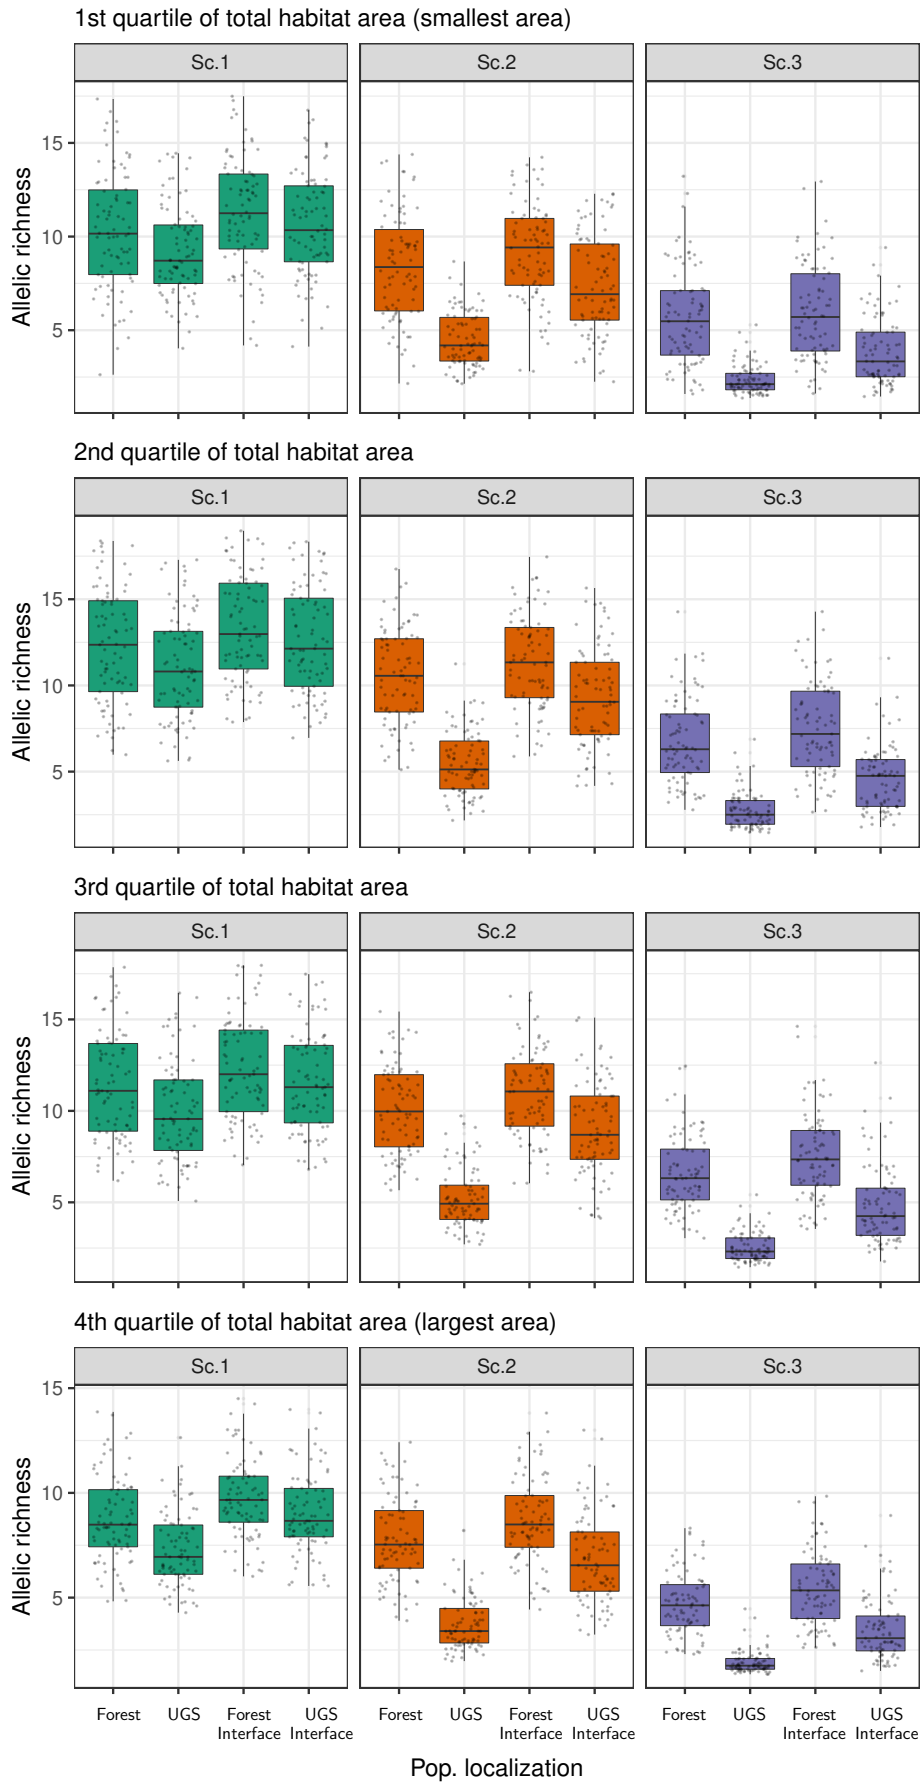 1st quartile of total habitat area (smallest area)
Sc.1 Sc.2 Sc.3
Allelic richness
15
10
5
2nd quartile of total habitat area
Sc.1 Sc.2 Sc.3
Allelic richness
15
10
5
3rd quartile of total habitat area
Sc.1 Sc.2 Sc.3
Allelic richness
15
10
5
4th quartile of total habitat area (largest area)
Sc.1 Sc.2 Sc.3
Allelic richness
15
10
5
Forest UGS Forest Interface UGS Interface Forest UGS Forest Interface UGS Interface Forest UGS Forest Interface UGS Interface
Pop. localization